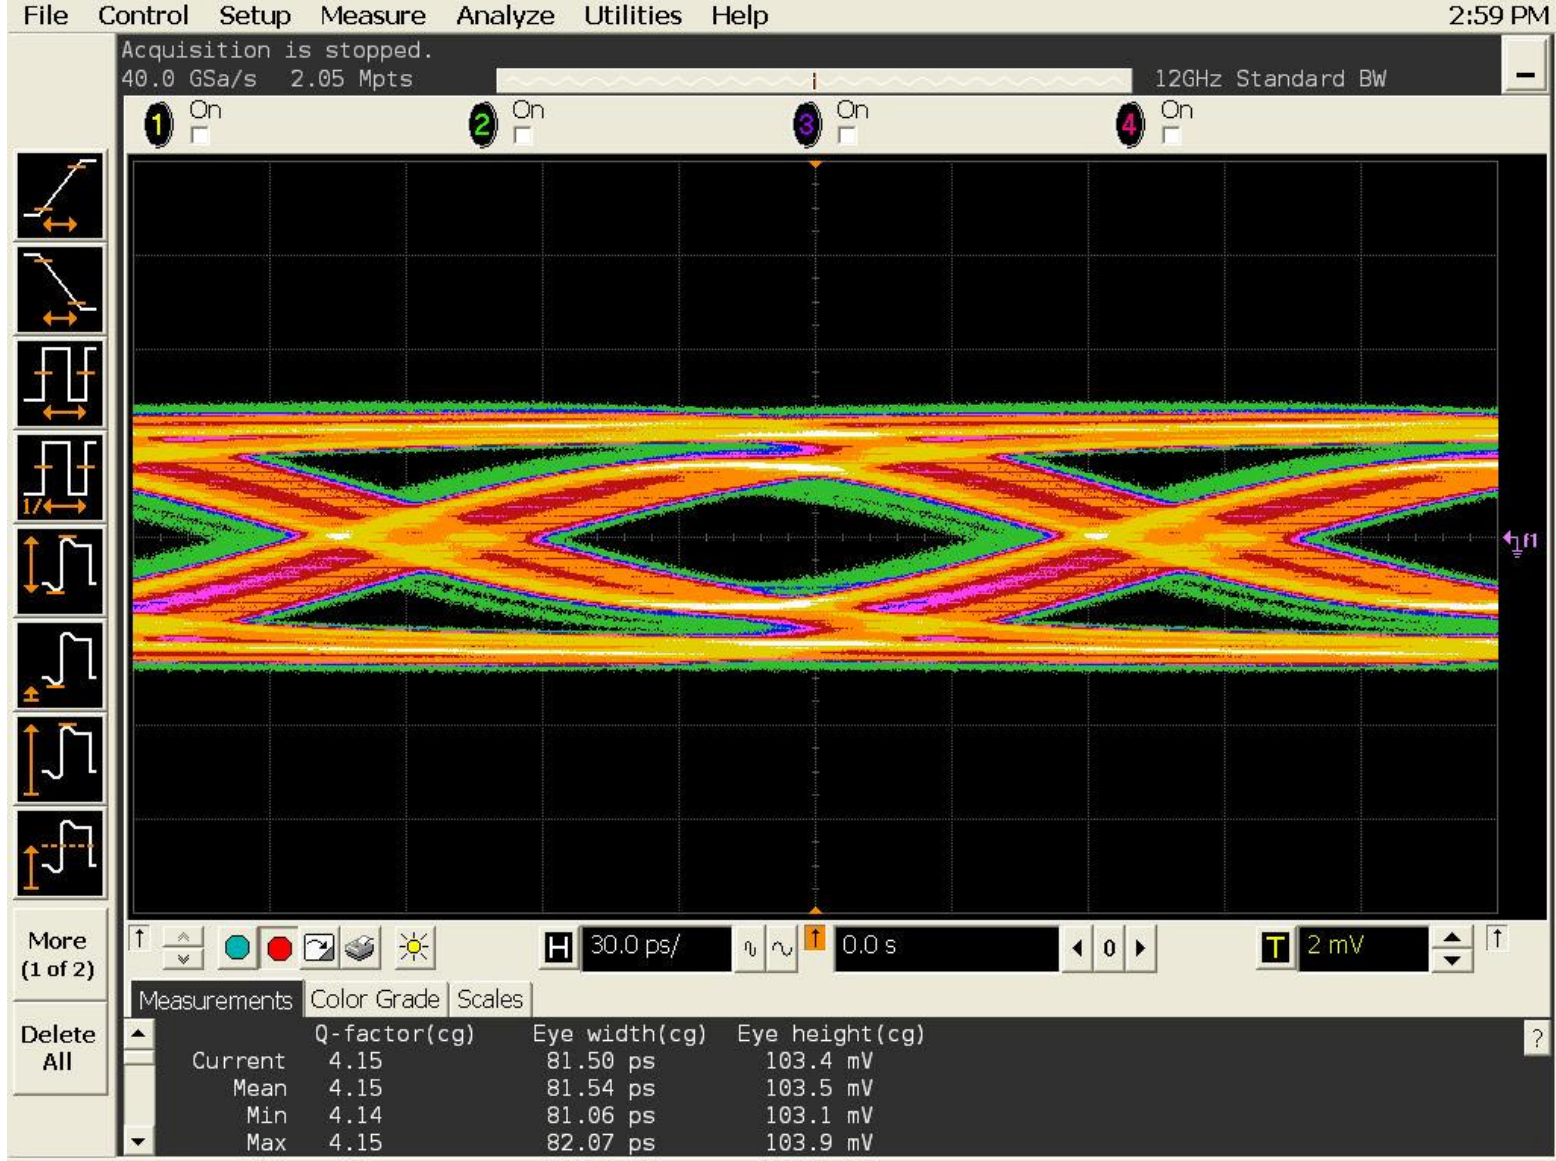 File Control Setup Measure Analyze Utilities Help 2:59 PM
Acquisition is stopped.
40.0 GSa/s 2.05 Mpts 12GHz Standard BW
1 On 2 On 3 On 4 On
f1
1/
More
(1 of 2)
Delete
All
H 30.0 ps/ 0.0 s 0 T 2 mV
Measurements Color Grade Scales
Q-factor(cg) Eye width(cg) Eye height(cg) ?
Current 4.15 81.50 ps 103.4 mV
Mean 4.15 81.54 ps 103.5 mV
Min 4.14 81.06 ps 103.1 mV
Max 4.15 82.07 ps 103.9 mV